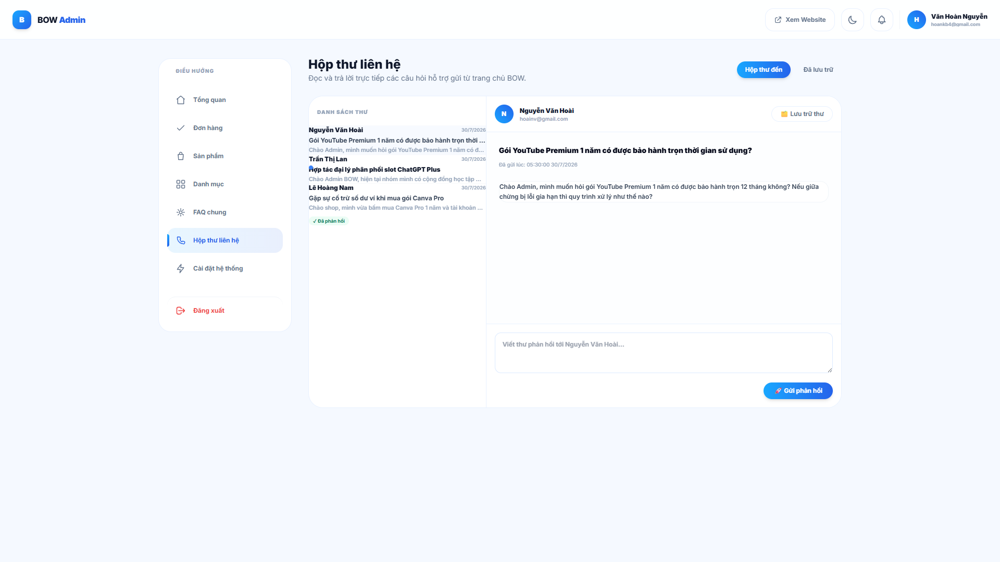 B
BOW Admin
Xem Website
H
Văn Hoàn Nguyễn
hoankb4@gmail.com
ĐIỀU HƯỚNG
Tổng quan
Đơn hàng
Sản phẩm
Danh mục
FAQ chung
Hộp thư liên hệ
Cài đặt hệ thống
Đăng xuất
Hộp thư liên hệ
Đọc và trả lời trực tiếp các câu hỏi hỗ trợ gửi từ trang chủ BOW.
Hộp thư đến
Đã lưu trữ
DANH SÁCH THƯ
Nguyễn Văn Hoài
30/7/2026
Gói YouTube Premium 1 năm có được bảo hành trọn thời ...
Chào Admin, mình muốn hỏi gói YouTube Premium 1 năm có đ...
Trần Thị Lan
30/7/2026
Hợp tác đại lý phân phối slot ChatGPT Plus
Chào Admin BOW, hiện tại nhóm mình có cộng đồng học tập ...
Lê Hoàng Nam
30/7/2026
Gặp sự cố trừ số dư ví khi mua gói Canva Pro
Chào shop, mình vừa bấm mua Canva Pro 1 năm và tài khoản ...
✓ Đã phản hồi
N
Nguyễn Văn Hoài
hoainv@gmail.com
Lưu trữ thư
Gói YouTube Premium 1 năm có được bảo hành trọn thời gian sử dụng?
Đã gửi lúc: 05:30:00 30/7/2026
Chào Admin, mình muốn hỏi gói YouTube Premium 1 năm có được bảo hành trọn 12 tháng không? Nếu giữa
chừng bị lỗi gia hạn thì quy trình xử lý như thế nào?
Viết thư phản hồi tới Nguyễn Văn Hoài...
🚀 Gửi phản hồi